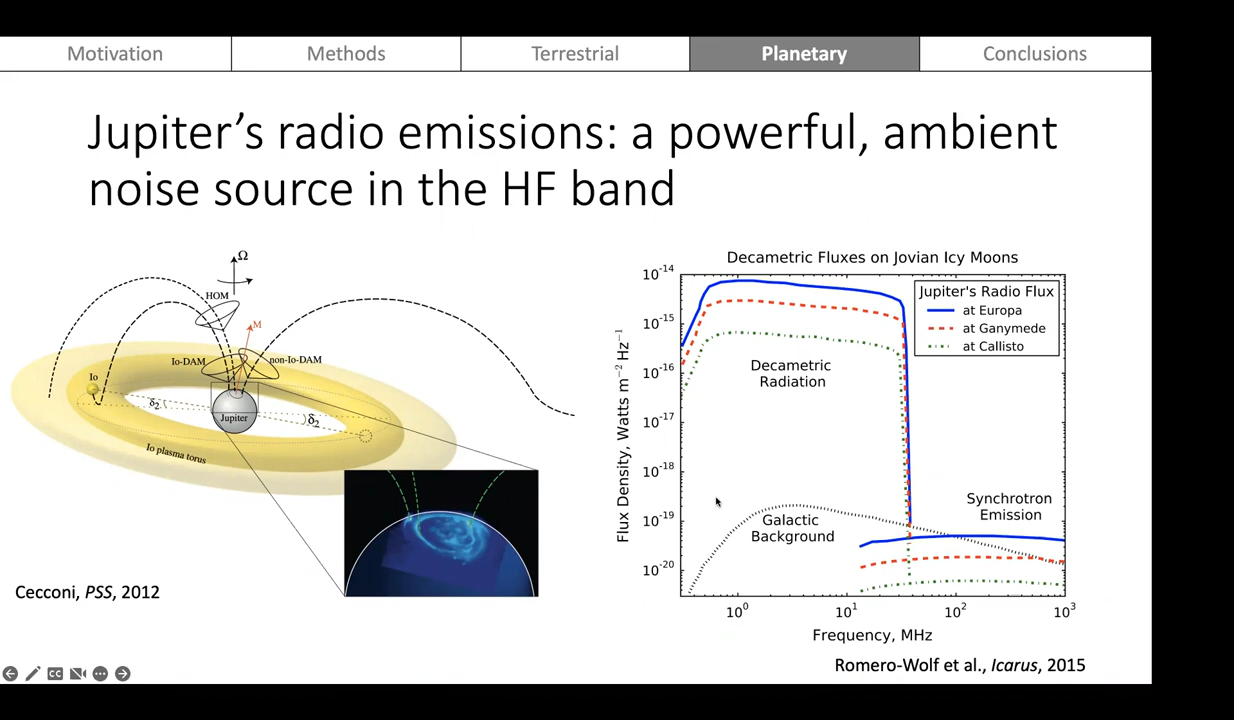 Motivation
Methods
Terrestrial
Planetary
Conclusions
Jupiter's radio emissions: a powerful, ambient
noise source in the HF band
Ω
HOM
M
Io-DAM
non-Io-DAM
Io
δ2
Jupiter
δ2
Io plasma torus
Cecconi, PSS, 2012
Decametric Fluxes on Jovian Icy Moons
Flux Density, Watts m⁻² Hz⁻¹
10⁻¹⁴
10⁻¹⁵
10⁻¹⁶
10⁻¹⁷
10⁻¹⁸
10⁻¹⁹
10⁻²⁰
Jupiter's Radio Flux
at Europa
at Ganymede
at Callisto
Decametric
Radiation
Galactic
Background
Synchrotron
Emission
10⁰
10¹
10²
10³
Frequency, MHz
Romero-Wolf et al., Icarus, 2015
CC